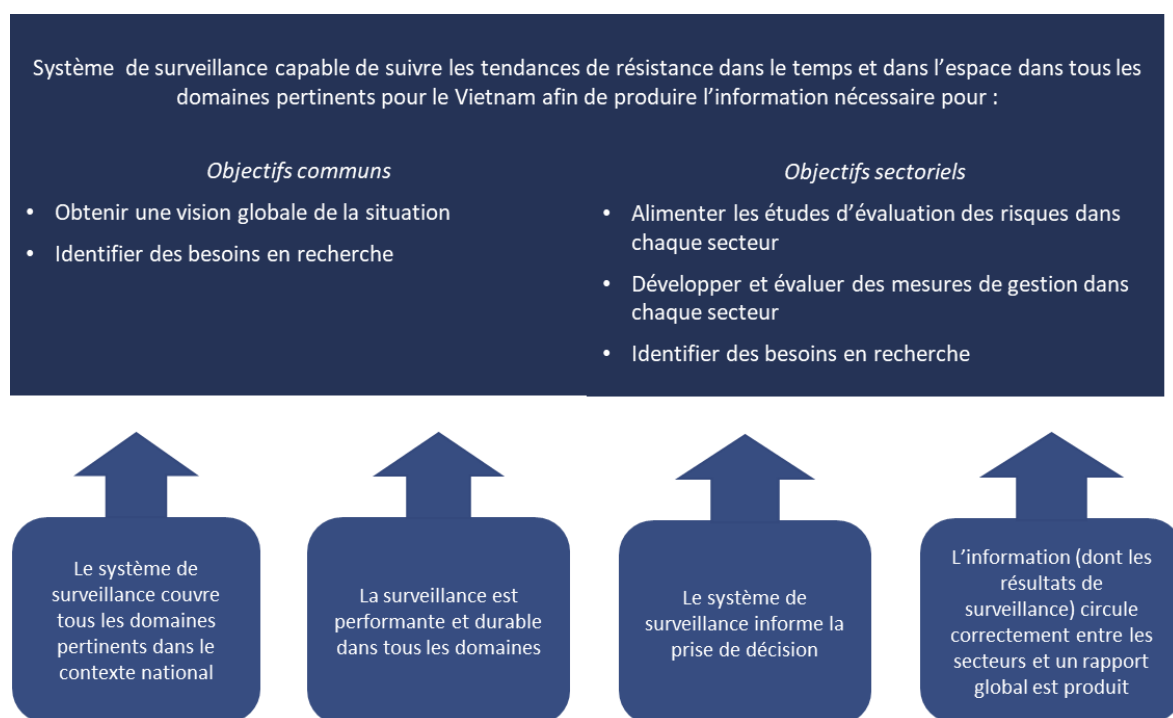 Système de surveillance capable de suivre les tendances de résistance dans le temps et dans l’espace dans tous les
domaines pertinents pour le Vietnam afin de produire l’information nécessaire pour :
Objectifs communs
• Obtenir une vision globale de la situation
• Identifier des besoins en recherche
Objectifs sectoriels
• Alimenter les études d’évaluation des risques dans
chaque secteur
• Développer et évaluer des mesures de gestion dans
chaque secteur
• Identifier des besoins en recherche
Le système de
surveillance couvre
tous les domaines
pertinents dans le
contexte national
La surveillance est
performante et durable
dans tous les domaines
Le système de
surveillance informe la
prise de décision
L’information (dont les
résultats de
surveillance) circule
correctement entre les
secteurs et un rapport
global est produit